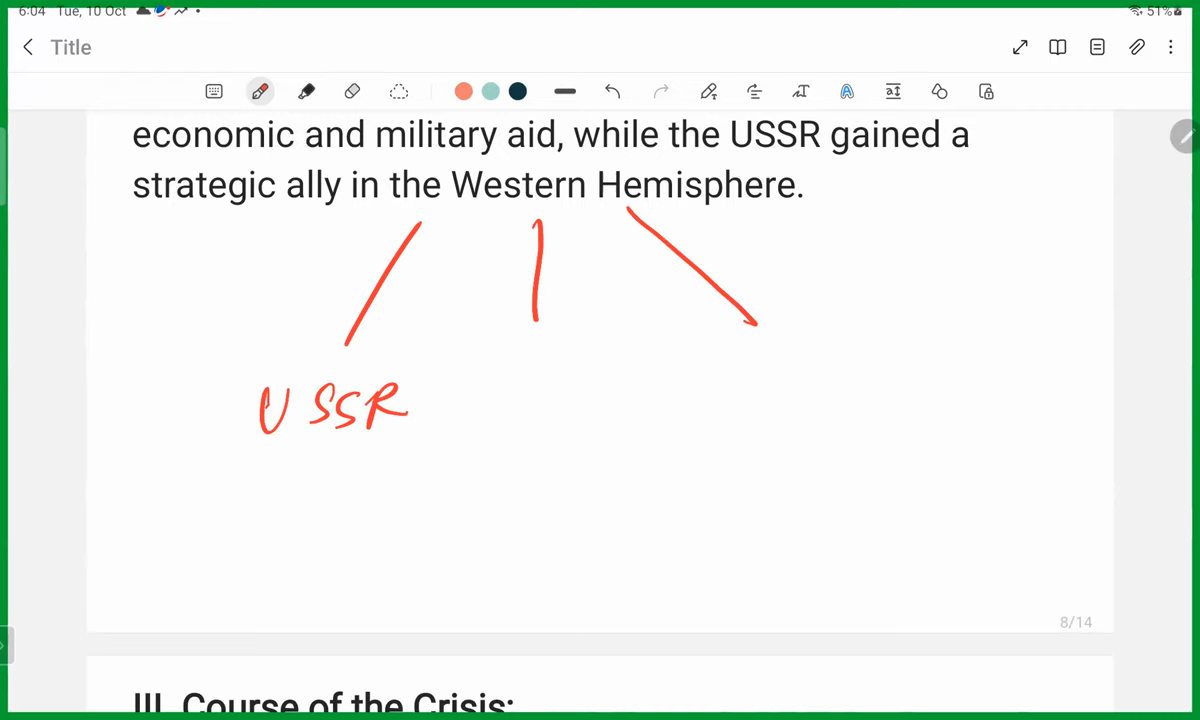 6:04 Tue, 10 Oct
51%
Title
economic and military aid, while the USSR gained a
strategic ally in the Western Hemisphere.
USSR
8/14
III. Course of the Crisis: